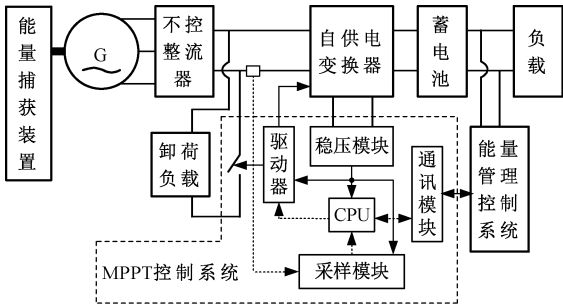 能量捕获装置
G
不控整流器
自供电
变换器
蓄电池
负载
卸荷
负载
驱动器
稳压模块
通讯模块
能量
管理
控制
系统
CPU
采样模块
MPPT控制系统